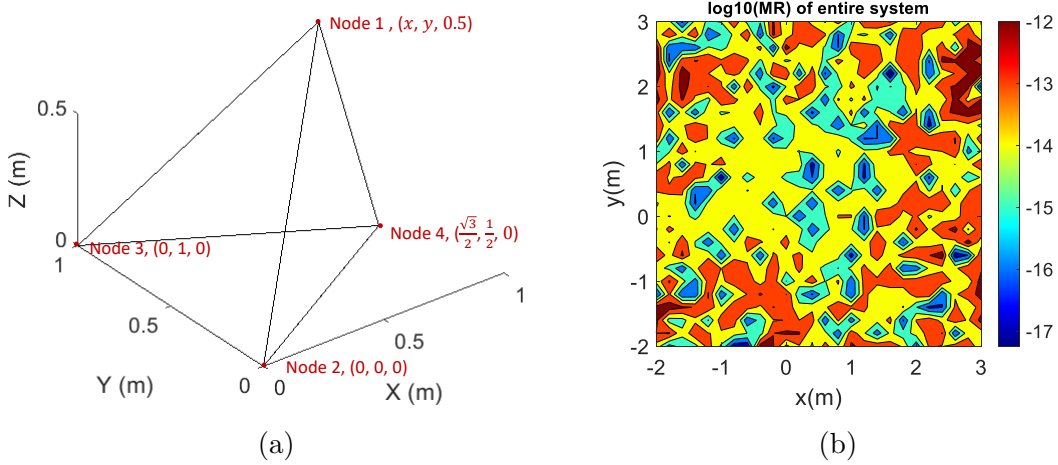 Node 1 , (x, y, 0.5)
0.5
Z (m)
0
Node 3, (0, 1, 0)
Node 4, (√3/2, 1/2, 0)
1
1
0.5
0.5
Node 2, (0, 0, 0)
Y (m)
0
0
X (m)
(a)
log10(MR) of entire system
3
2
1
0
-1
-2
y(m)
-2
-1
0
1
2
3
x(m)
-12
-13
-14
-15
-16
-17
(b)